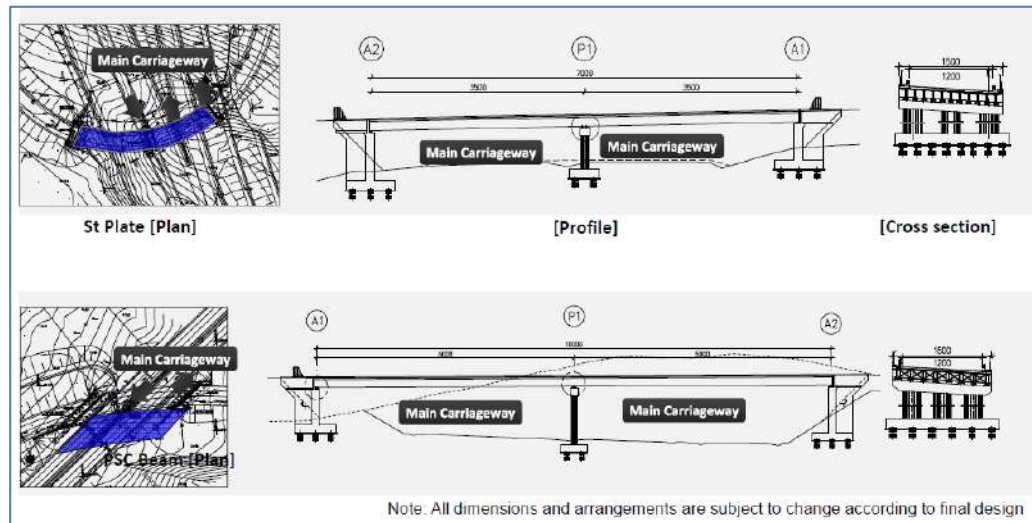 Main Carriageway
A2
P1
A1
7000
3500
3500
Main Carriageway
Main Carriageway
1500
1200
St Plate [Plan]
[Profile]
[Cross section]
Main Carriageway
PSC Beam [Plan]
A1
P1
A2
10000
5000
5000
Main Carriageway
Main Carriageway
1500
1200
Note: All dimensions and arrangements are subject to change according to final design